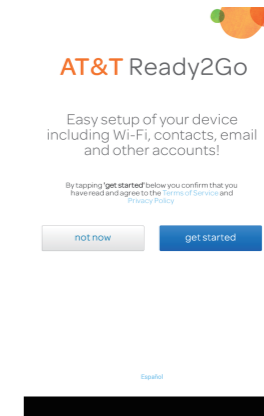 AT&T Ready2Go
Easy setup of your device
including Wi-Fi, contacts, email
and other accounts!
By tapping 'get started' below you confirm that you
have read and agree to the Terms of Service and
Privacy Policy
not now
get started
Español